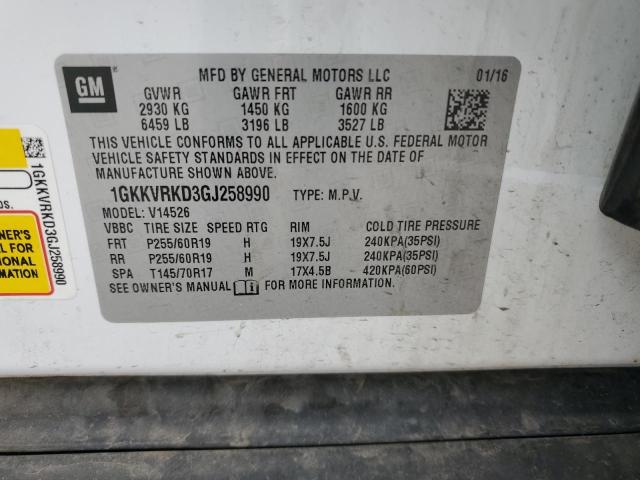 GM
MFD BY GENERAL MOTORS LLC 01/16
GVWR GAWR FRT GAWR RR
2930 KG 1450 KG 1600 KG
6459 LB 3196 LB 3527 LB
THIS VEHICLE CONFORMS TO ALL APPLICABLE U.S. FEDERAL MOTOR
VEHICLE SAFETY STANDARDS IN EFFECT ON THE DATE OF
MANUFACTURE SHOWN ABOVE.
1GKKVRKD3GJ258990 TYPE: M.P.V.
MODEL: V14526
VBBC TIRE SIZE SPEED RTG RIM COLD TIRE PRESSURE
FRT P255/60R19 H 19X7.5J 240KPA(35PSI)
RR P255/60R19 H 19X7.5J 240KPA(35PSI)
SPA T145/70R17 M 17X4.5B 420KPA(60PSI)
SEE OWNER'S MANUAL FOR MORE INFORMATION.
1GKKVRKD3GJ258990
OWNER'S
FOR